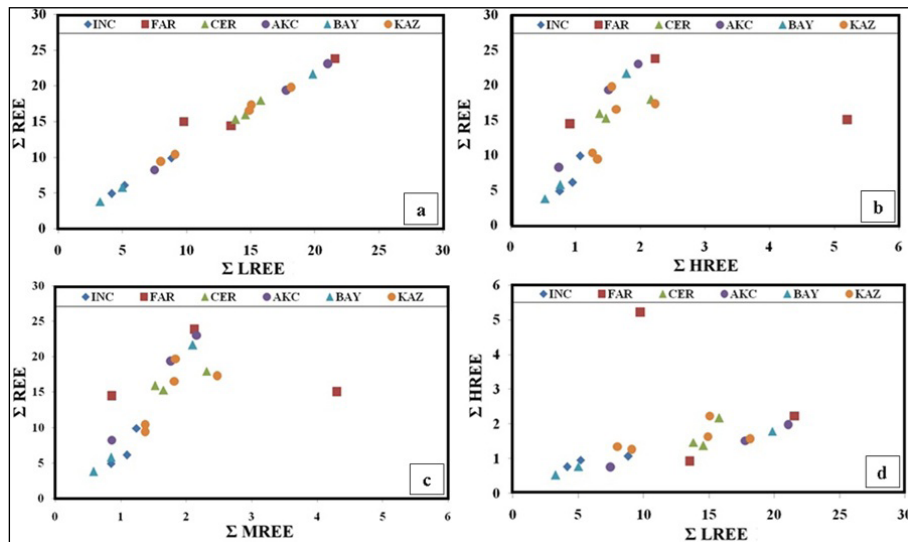 INC FAR CER AKC BAY KAZ
30
25
20
15
10
5
0
Σ REE
0 5 10 15 20 25 30
Σ LREE
a
INC FAR CER AKC BAY KAZ
30
25
20
15
10
5
0
Σ REE
0 1 2 3 4 5 6
Σ HREE
b
INC FAR CER AKC BAY KAZ
30
25
20
15
10
5
0
Σ REE
0 1 2 3 4 5 6
Σ MREE
c
INC FAR CER AKC BAY KAZ
6
5
4
3
2
1
0
Σ HREE
0 5 10 15 20 25 30
Σ LREE
d